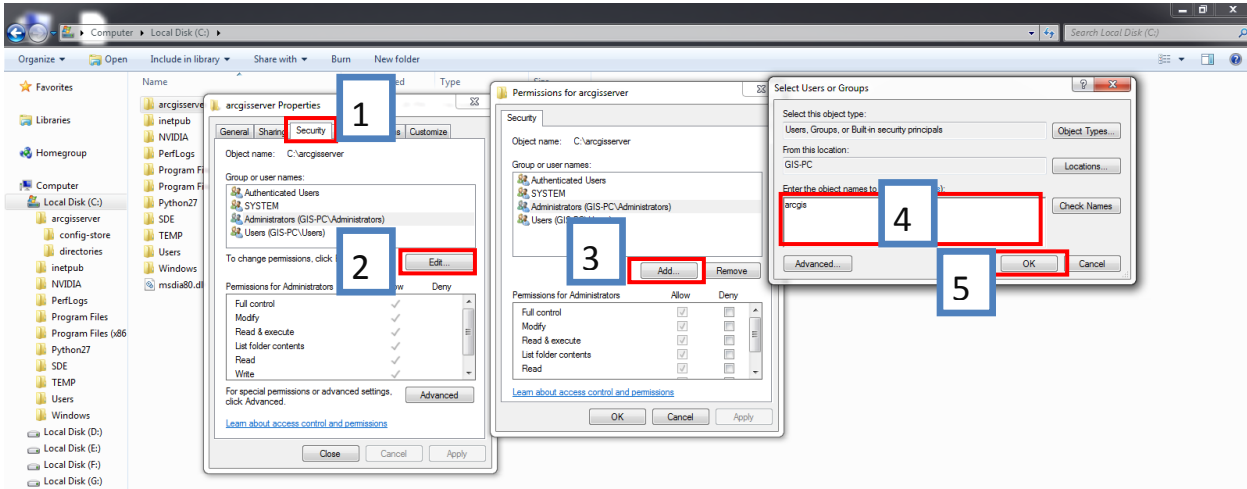 Computer ▸ Local Disk (C:) ▸
Search Local Disk (C:)
Organize ▾ Open Include in library ▾ Share with ▾ Burn New folder
Favorites
Libraries
Homegroup
Computer
Local Disk (C:)
arcgisserver
config-store
directories
inetpub
NVIDIA
PerfLogs
Program Files
Program Files (x86
Python27
SDE
TEMP
Users
Windows
Local Disk (D:)
Local Disk (E:)
Local Disk (F:)
Local Disk (G:)
Name Type
arcgisserve
inetpub
NVIDIA
PerfLogs
Program Fi
Program Fi
Python27
SDE
TEMP
Users
Windows
msdia80.dl
arcgisserver Properties
1
General Sharing Security Customize
Object name: C:\arcgisserver
Group or user names:
Authenticated Users
SYSTEM
Administrators (GIS-PC\Administrators)
Users (GIS-PC\Users)
2
To change permissions, click
Edit...
Permissions for Administrators Deny
Full control
Modify
Read & execute
List folder contents
Read
Write
For special permissions or advanced settings,
click Advanced.
Advanced
Learn about access control and permissions
Close Cancel Apply
Permissions for arcgisserver
Security
Object name: C:\arcgisserver
Group or user names:
Authenticated Users
SYSTEM
Administrators (GIS-PC\Administrators)
Users (GIS-PC
3
Add... Remove
Permissions for Administrators Allow Deny
Full control
Modify
Read & execute
List folder contents
Read
Learn about access control and permissions
OK Cancel Apply
Select Users or Groups
Select this object type:
Users, Groups, or Built-in security principals
Object Types...
From this location:
GIS-PC
Locations...
Enter the object names to
arcgis
4
Check Names
Advanced...
OK Cancel
5